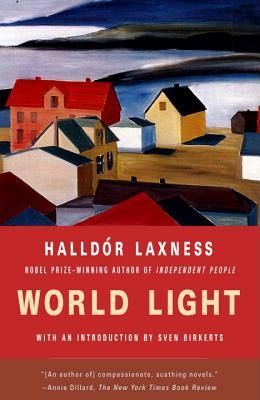 HALLDÓR LAXNESS
NOBEL PRIZE-WINNING AUTHOR OF INDEPENDENT PEOPLE
WORLD LIGHT
WITH AN INTRODUCTION BY SVEN BIRKERTS
"[An author of] compassionate, scathing novels."
—Annie Dillard, The New York Times Book Review